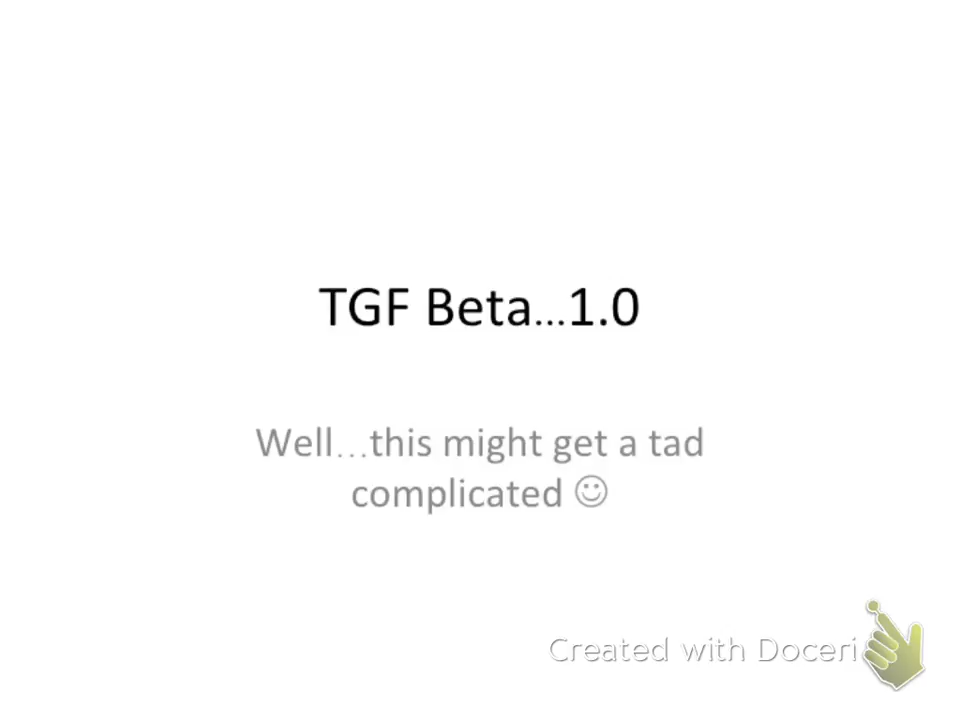 TGF Beta...1.0
Well...this might get a tad
complicated ☺
Created with Doceri